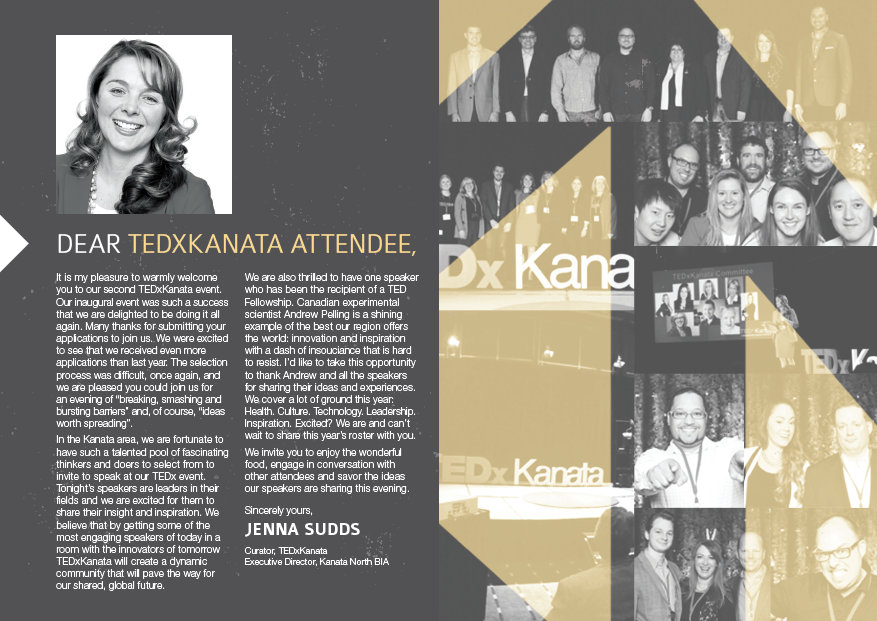 DEAR TEDXKANATA ATTENDEE,
It is my pleasure to warmly welcome
you to our second TEDxKanata event.
Our inaugural event was such a success
that we are delighted to be doing it all
again. Many thanks for submitting your
applications to join us. We were excited
to see that we received even more
applications than last year. The selection
process was difficult, once again, and
we are pleased you could join us for
an evening of “breaking, smashing and
bursting barriers” and, of course, “ideas
worth spreading”.
In the Kanata area, we are fortunate to
have such a talented pool of fascinating
thinkers and doers to select from to
invite to speak at our TEDx event.
Tonight's speakers are leaders in their
fields and we are excited for them to
share their insight and inspiration. We
believe that by getting some of the
most engaging speakers of today in a
room with the innovators of tomorrow
TEDxKanata will create a dynamic
community that will pave the way for
our shared, global future.
We are also thrilled to have one speaker
who has been the recipient of a TED
Fellowship. Canadian experimental
scientist Andrew Pelling is a shining
example of the best our region offers
the world: innovation and inspiration
with a dash of insouciance that is hard
to resist. I'd like to take this opportunity
to thank Andrew and all the speakers
for sharing their ideas and experiences.
We cover a lot of ground this year:
Health. Culture. Technology. Leadership.
Inspiration. Excited? We are and can't
wait to share this year's roster with you.
We invite you to enjoy the wonderful
food, engage in conversation with
other attendees and savor the ideas
our speakers are sharing this evening.
Sincerely yours,
JENNA SUDDS
Curator, TEDxKanata
Executive Director, Kanata North BIA
Dx Kana
TEDxKanata Committee
TEDx K
EDx Kanata